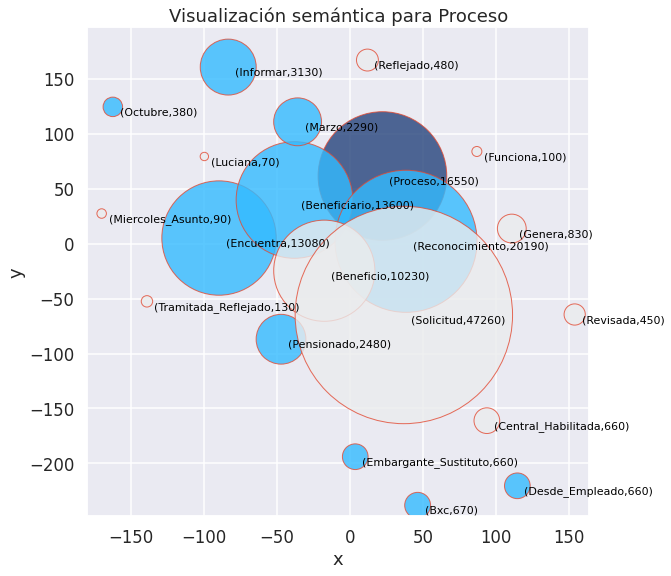 Visualización semántica para Proceso
(Reflejado,480)
(Informar,3130)
(Octubre,380)
(Marzo,2290)
(Funciona,100)
(Luciana,70)
(Proceso,16550)
(Beneficiario,13600)
(Miercoles_Asunto,90)
(Genera,830)
(Encuentra,13080)
(Reconocimiento,20190)
(Beneficio,10230)
(Tramitada_Reflejado,130)
(Solicitud,47260)
(Revisada,450)
(Pensionado,2480)
(Central_Habilitada,660)
(Embargante_Sustituto,660)
(Desde_Empleado,660)
(Bxc,670)
150
100
50
0
−50
−100
−150
−200
y
−150 −100 −50 0 50 100 150
x